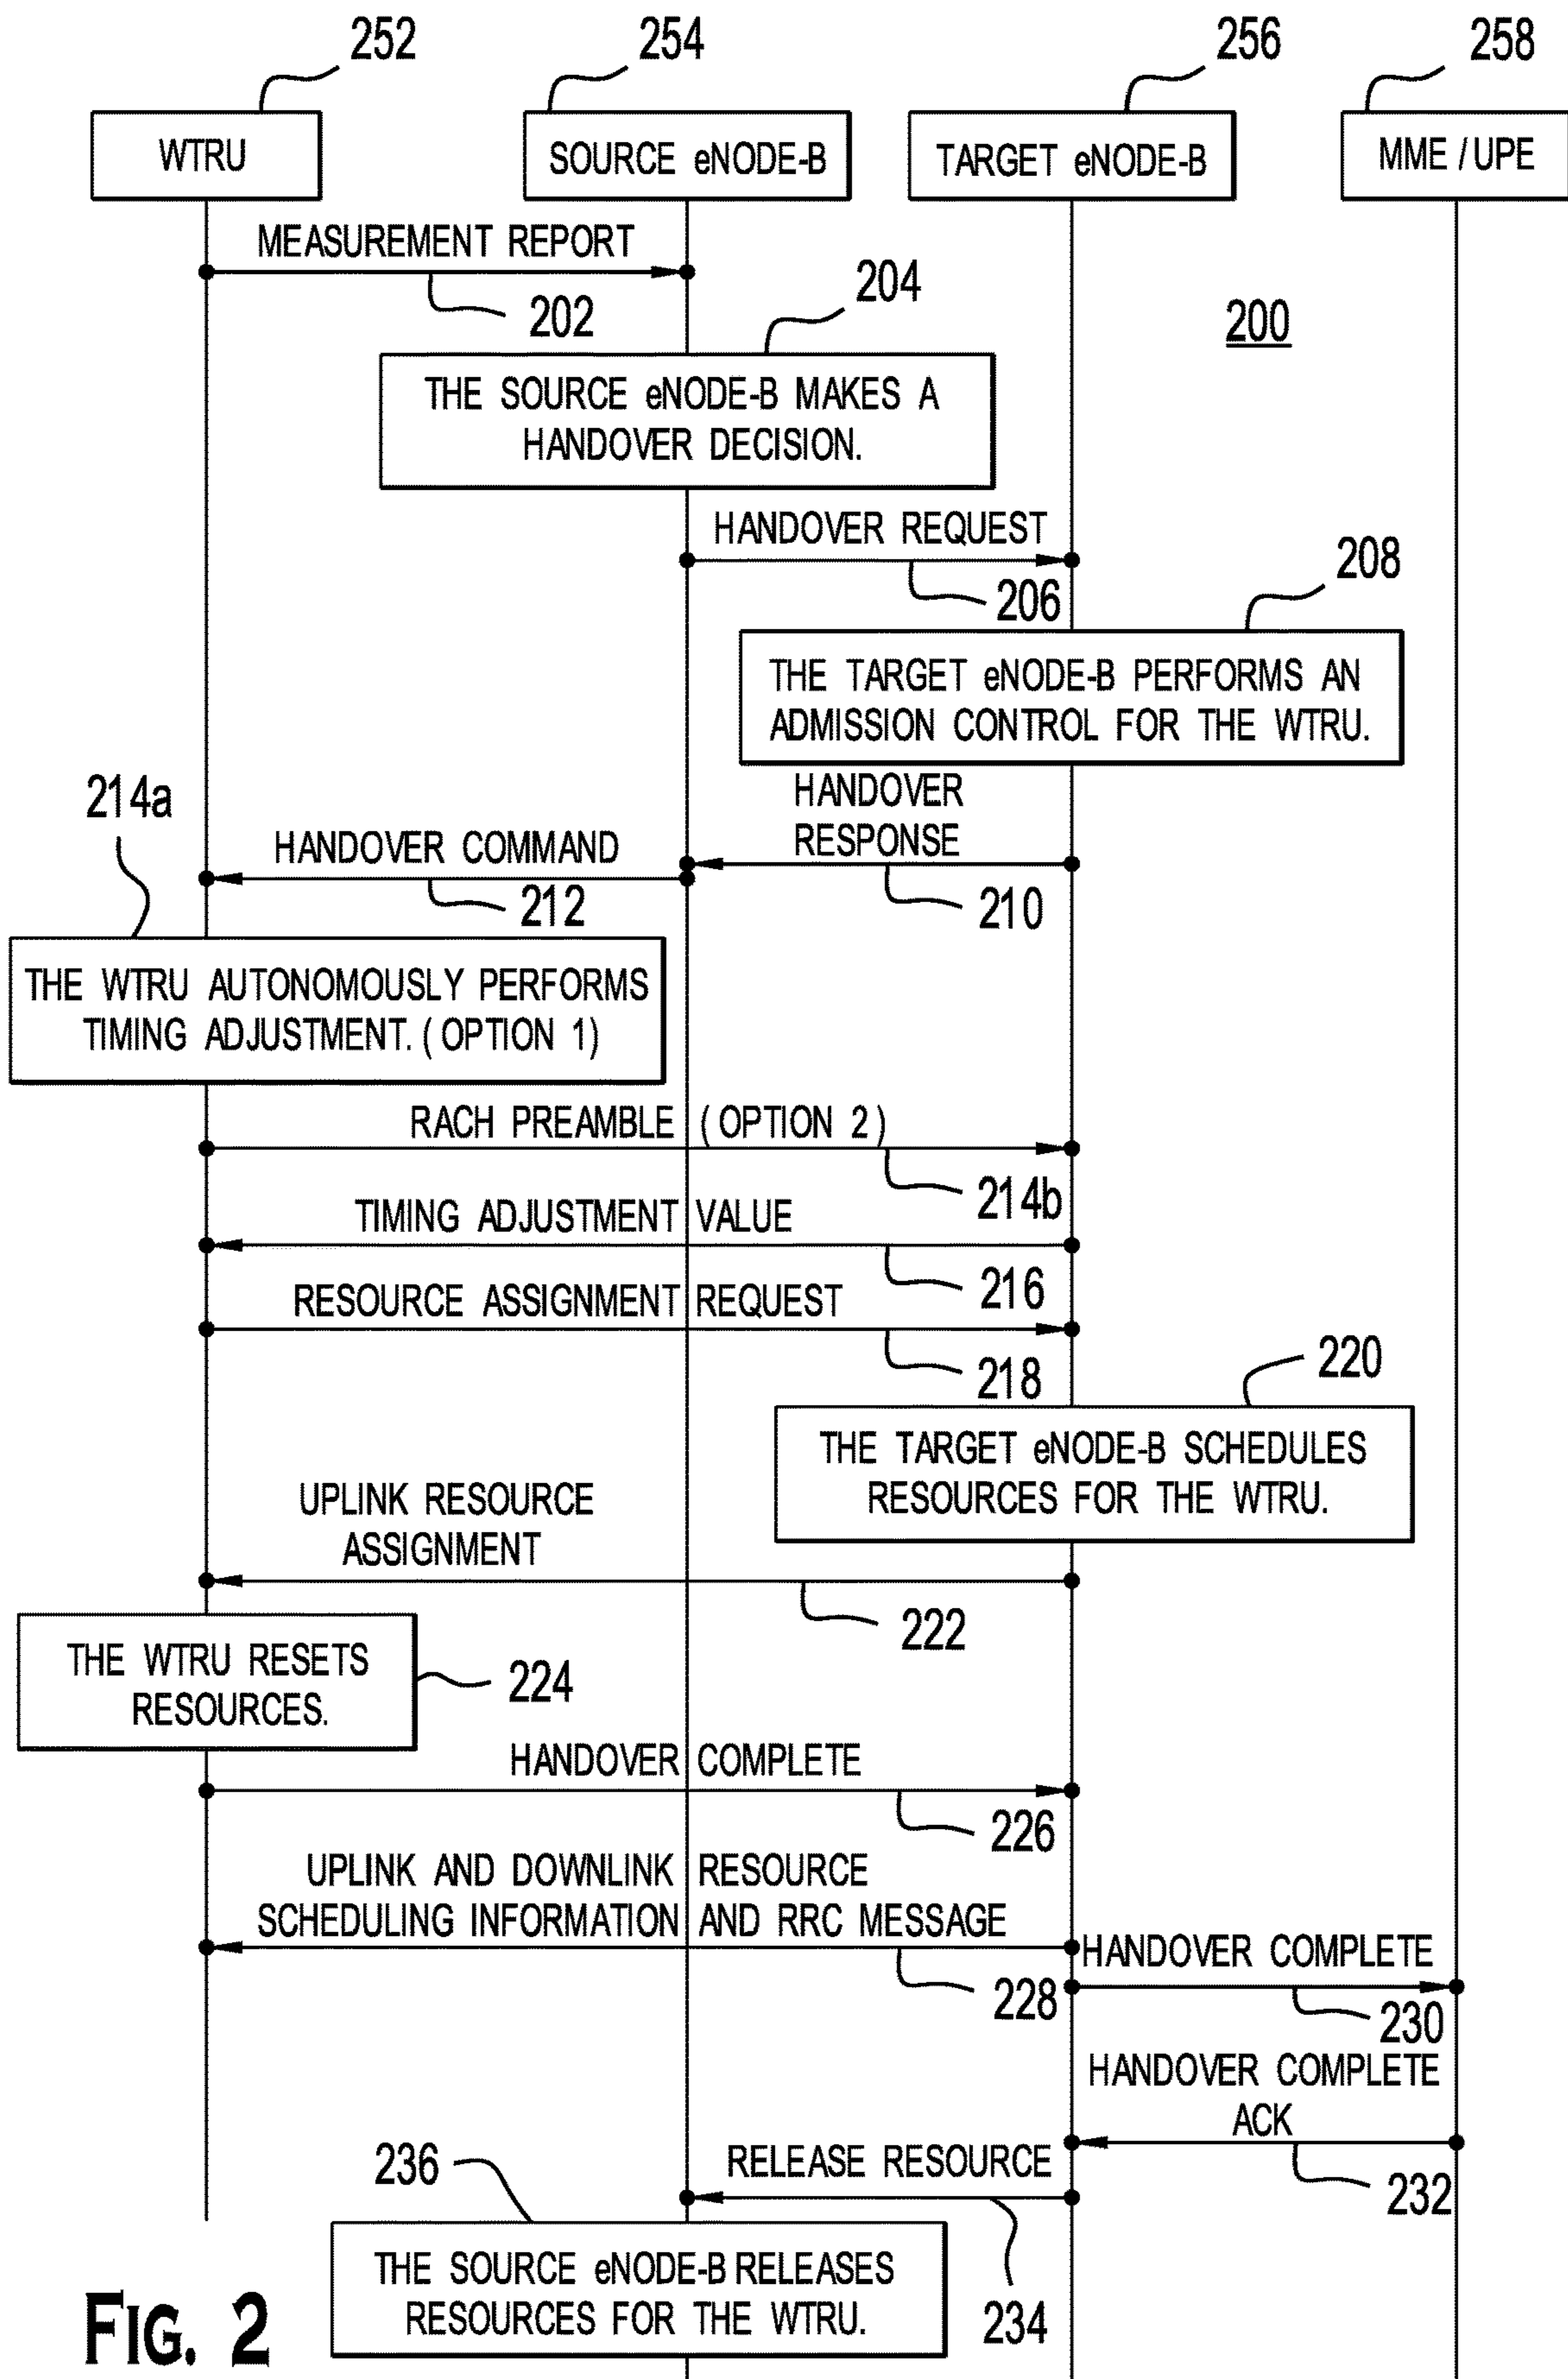 252
254
256
258
WTRU
SOURCE eNODE-B
TARGET eNODE-B
MME / UPE
MEASUREMENT REPORT
202
204
200
THE SOURCE eNODE-B MAKES A
HANDOVER DECISION.
HANDOVER REQUEST
206
208
THE TARGET eNODE-B PERFORMS AN
ADMISSION CONTROL FOR THE WTRU.
214a
HANDOVER
RESPONSE
HANDOVER COMMAND
212
210
THE WTRU AUTONOMOUSLY PERFORMS
TIMING ADJUSTMENT. ( OPTION 1)
RACH PREAMBLE ( OPTION 2 )
214b
TIMING ADJUSTMENT VALUE
216
RESOURCE ASSIGNMENT REQUEST
218
220
THE TARGET eNODE-B SCHEDULES
RESOURCES FOR THE WTRU.
UPLINK RESOURCE
ASSIGNMENT
222
THE WTRU RESETS
RESOURCES.
224
HANDOVER COMPLETE
226
UPLINK AND DOWNLINK RESOURCE
SCHEDULING INFORMATION AND RRC MESSAGE
228
HANDOVER COMPLETE
230
HANDOVER COMPLETE
ACK
232
236
RELEASE RESOURCE
234
THE SOURCE eNODE-B RELEASES
RESOURCES FOR THE WTRU.
FIG. 2